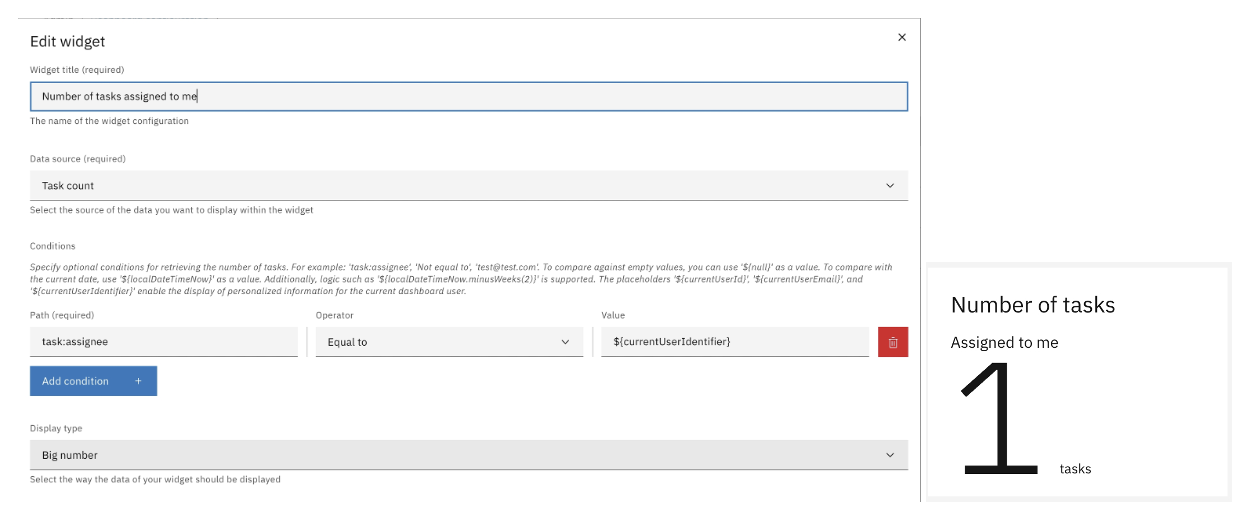 Edit widget
Widget title (required)
Number of tasks assigned to me
The name of the widget configuration
Data source (required)
Task count
Select the source of the data you want to display within the widget
Conditions
Specify optional conditions for retrieving the number of tasks. For example: 'task:assignee', 'Not equal to', 'test@test.com'. To compare against empty values, you can use '${null}' as a value. To compare with
the current date, use '${localDateTimeNow}' as a value. Additionally, logic such as '${localDateTimeNow.minusWeeks(2)}' is supported. The placeholders '${currentUserId}', '${currentUserEmail}', and
'${currentUserIdentifier}' enable the display of personalized information for the current dashboard user.
Path (required) Operator Value
task:assignee Equal to ${currentUserIdentifier}
Add condition +
Display type
Big number
Select the way the data of your widget should be displayed
Number of tasks
Assigned to me
1 tasks